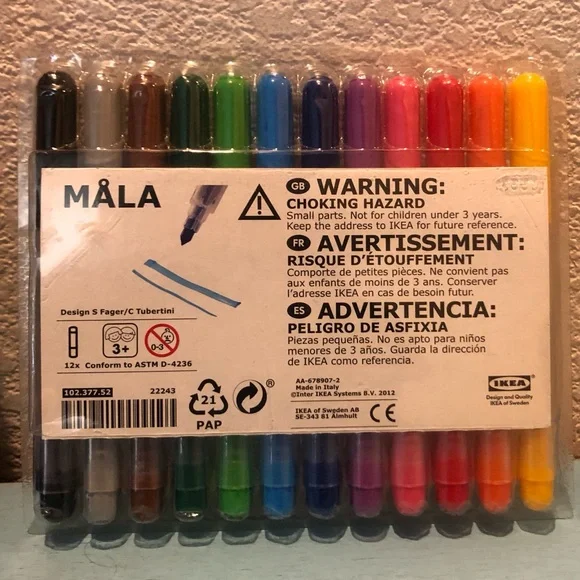 MÅLA
GB WARNING:
CHOKING HAZARD
Small parts. Not for children under 3 years.
Keep the address to IKEA for future reference.
FR AVERTISSEMENT:
RISQUE D'ÉTOUFFEMENT
Comporte de petites pièces. Ne convient pas
aux enfants de moins de 3 ans. Conserver
l'adresse IKEA en cas de besoin futur.
ES ADVERTENCIA:
PELIGRO DE ASFIXIA
Piezas pequeñas. No es apto para niños
menores de 3 años. Guarda la dirección
de IKEA como referencia.
Design S Fager/C Tubertini
3+
0-3
12x Conform to ASTM D-4236
102.377.52
22243
21
PAP
AA-678907-2
Made in Italy
©Inter IKEA Systems B.V. 2012
IKEA of Sweden AB
SE-343 81 Älmhult
CE
IKEA
Design and Quality
IKEA of Sweden